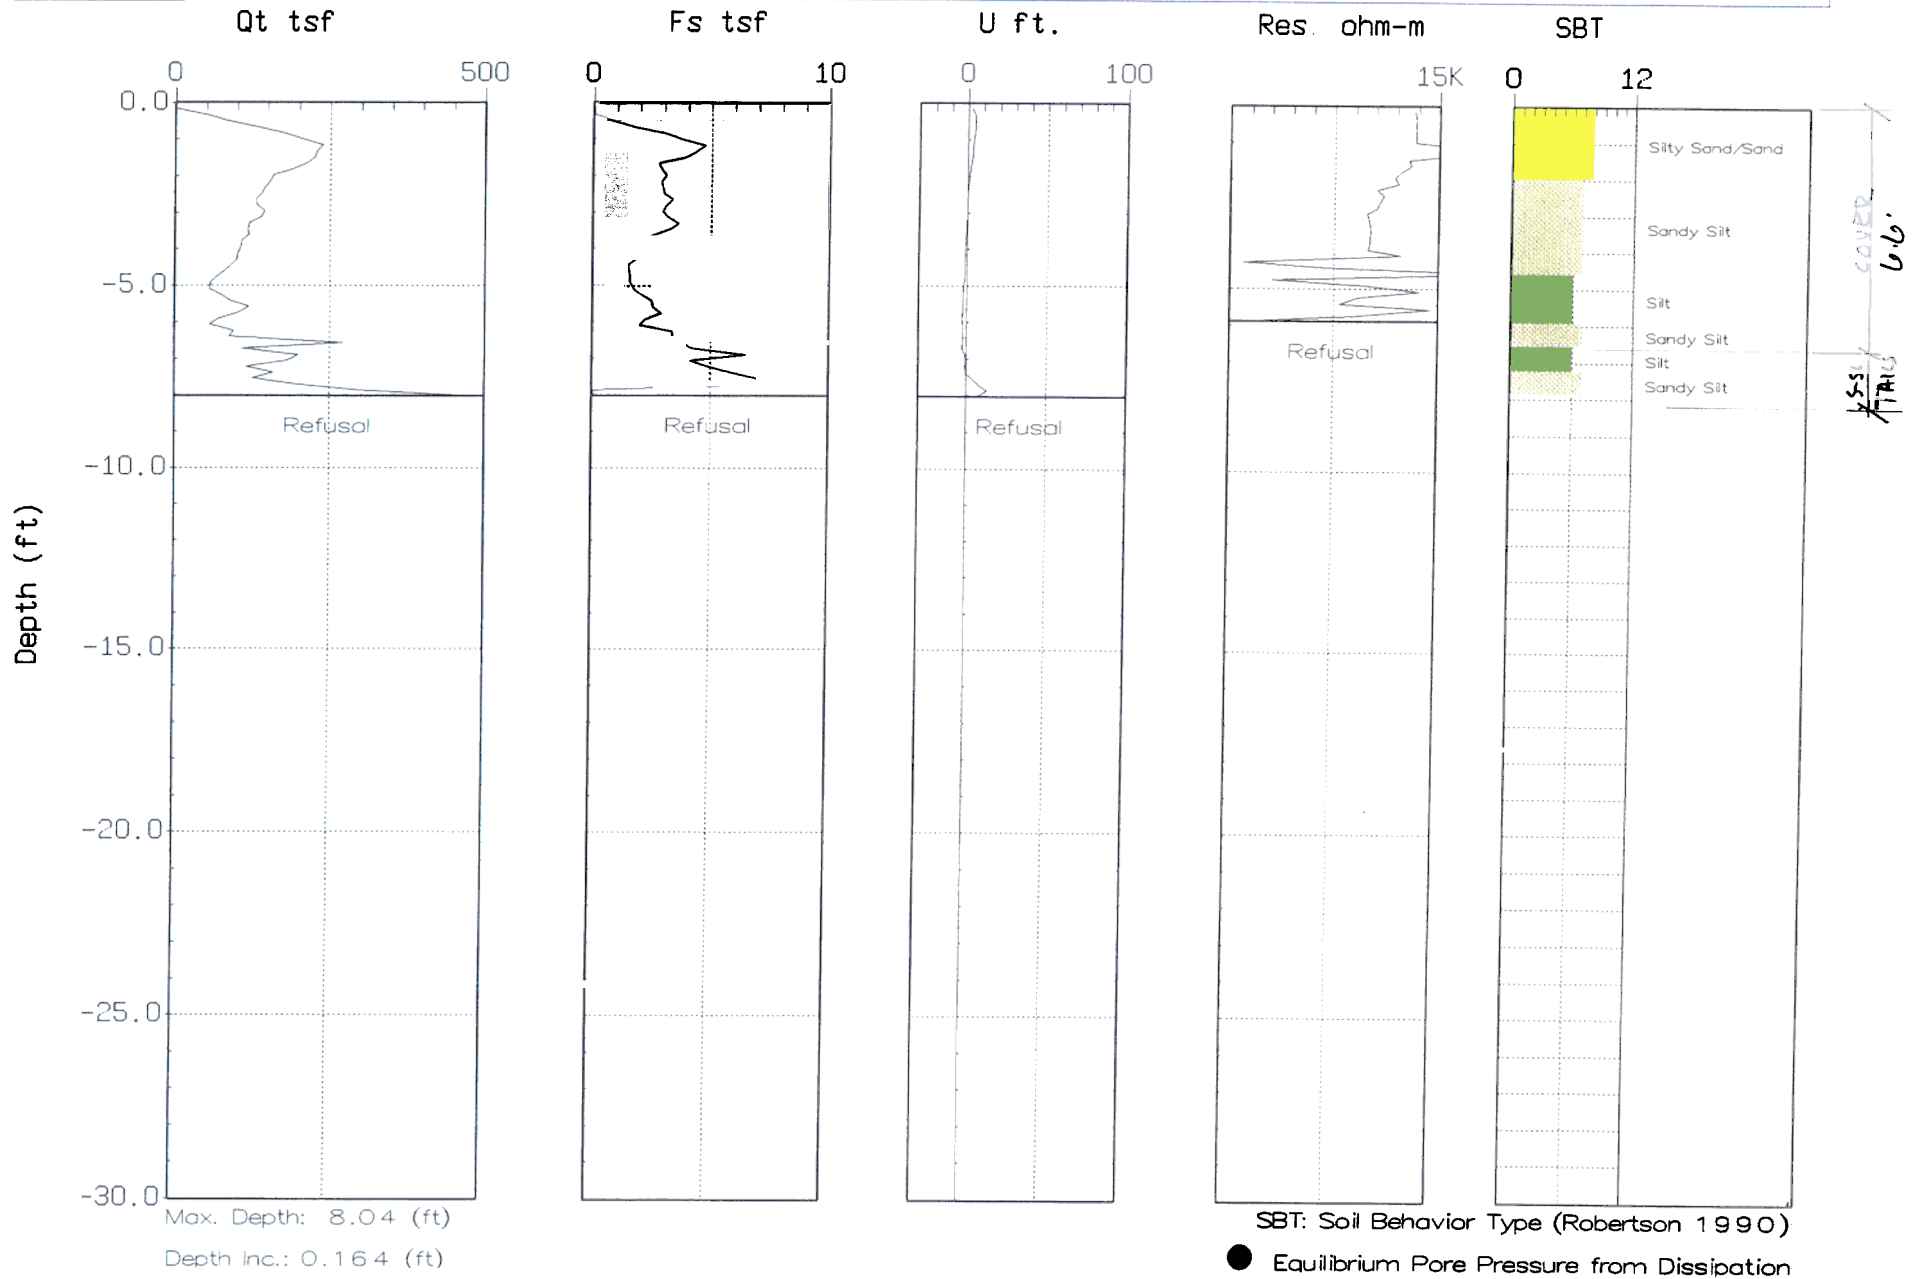 Qt tsf Fs tsf U ft. Res. ohm-m SBT
0 500 0 10 0 100 15K 0 12
0.0
Silty Sand/Sand
Sandy Silt
COVER
6.6'
-5.0
Silt
Sandy Silt
Refusal
Silt
Sandy Silt
Refusal Refusal Refusal
-10.0
Depth (ft)
-15.0
-20.0
-25.0
-30.0
Max. Depth: 8.04 (ft)
Depth Inc.: 0.164 (ft)
SBT: Soil Behavior Type (Robertson 1990)
Equilibrium Pore Pressure from Dissipation